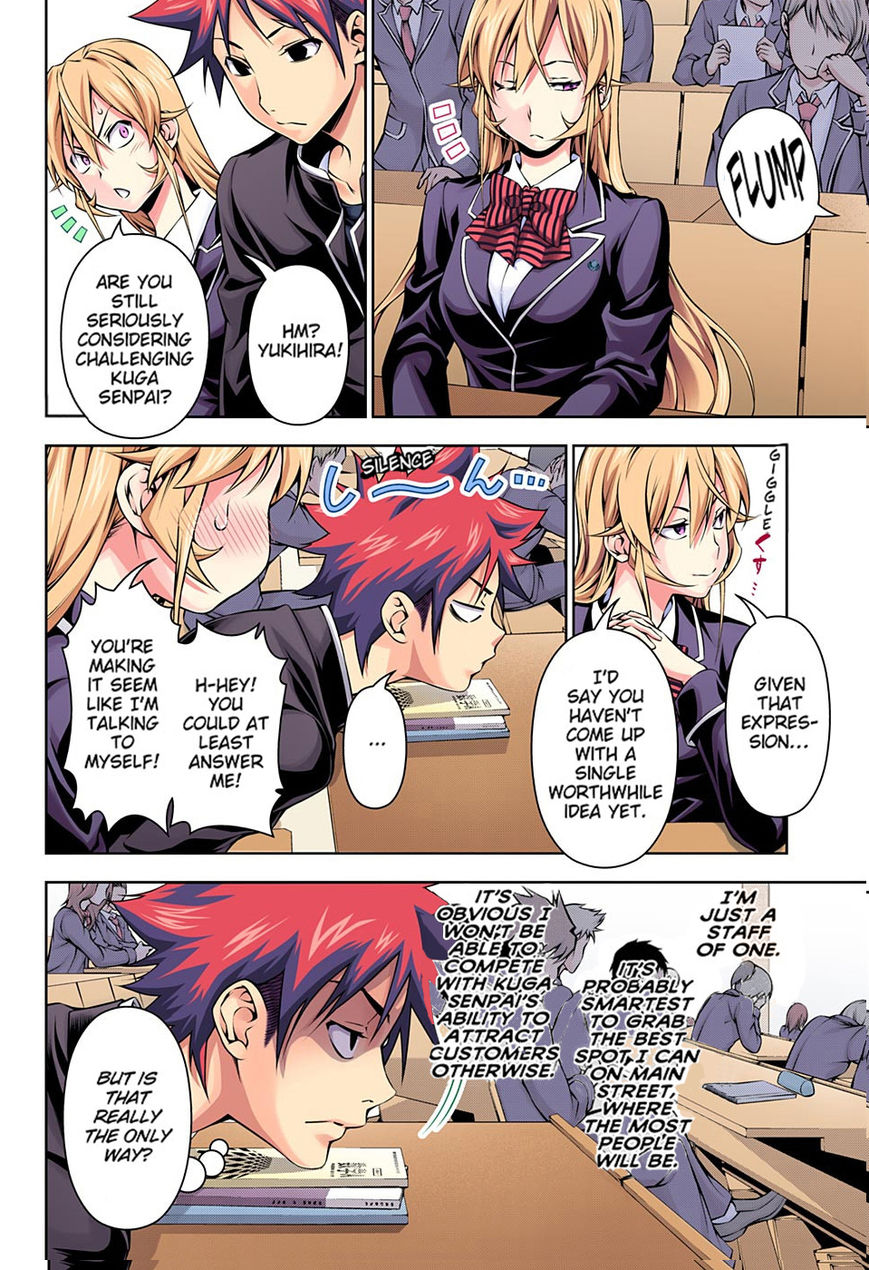 FLUMP
HM?
YUKIHIRA!
ARE YOU
STILL
SERIOUSLY
CONSIDERING
CHALLENGING
KUGA
SENPAI?
GIGGLE
くす…
GIVEN
THAT
EXPRES-
SION...
I'D
SAY YOU
HAVEN'T
COME UP
WITH A
SINGLE
WORTHWHILE
IDEA YET.
SILENCE
し〜ん…
...
H-HEY!
YOU
COULD AT
LEAST
ANSWER
ME!
YOU'RE
MAKING
IT SEEM
LIKE I'M
TALKING
TO
MYSELF!
I'M
JUST A
STAFF
OF ONE.
IT'S
PROBABLY
SMARTEST
TO GRAB
THE BEST
SPOT I CAN
ON MAIN
STREET,
WHERE
THE MOST
PEOPLE
WILL BE.
IT'S
OBVIOUS I
WON'T BE
ABLE TO
COMPETE
WITH KUGA
SENPAI'S
ABILITY TO
ATTRACT
CUSTOMERS
OTHERWISE.
BUT IS
THAT
REALLY
THE ONLY
WAY?